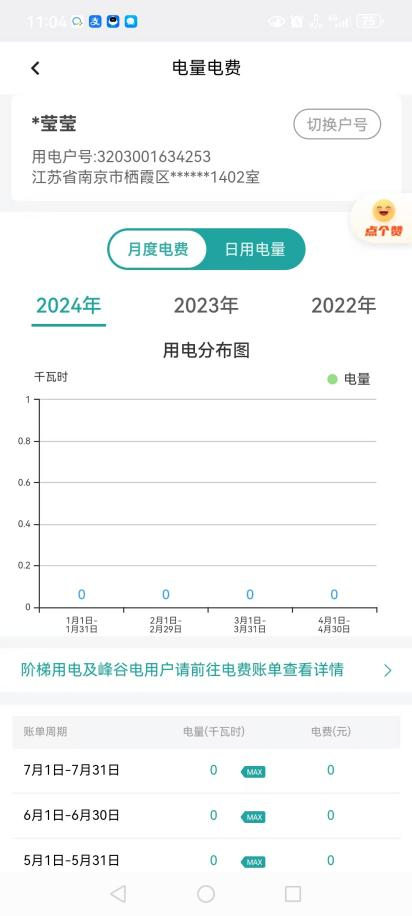 11:04
75
电量电费
*莹莹
切换户号
用电户号:3203001634253
江苏省南京市栖霞区******1402室
点个赞
月度电费 日用电量
2024年 2023年 2022年
用电分布图
千瓦时 电量
1
0.8
0.6
0.4
0.2
0
0 0 0 0
1月1日- 2月1日- 3月1日- 4月1日-
1月31日 2月29日 3月31日 4月30日
阶梯用电及峰谷电用户请前往电费账单查看详情
账单周期 电量(千瓦时) 电费(元)
7月1日-7月31日 0 MAX 0
6月1日-6月30日 0 MAX 0
5月1日-5月31日 0 MAX 0